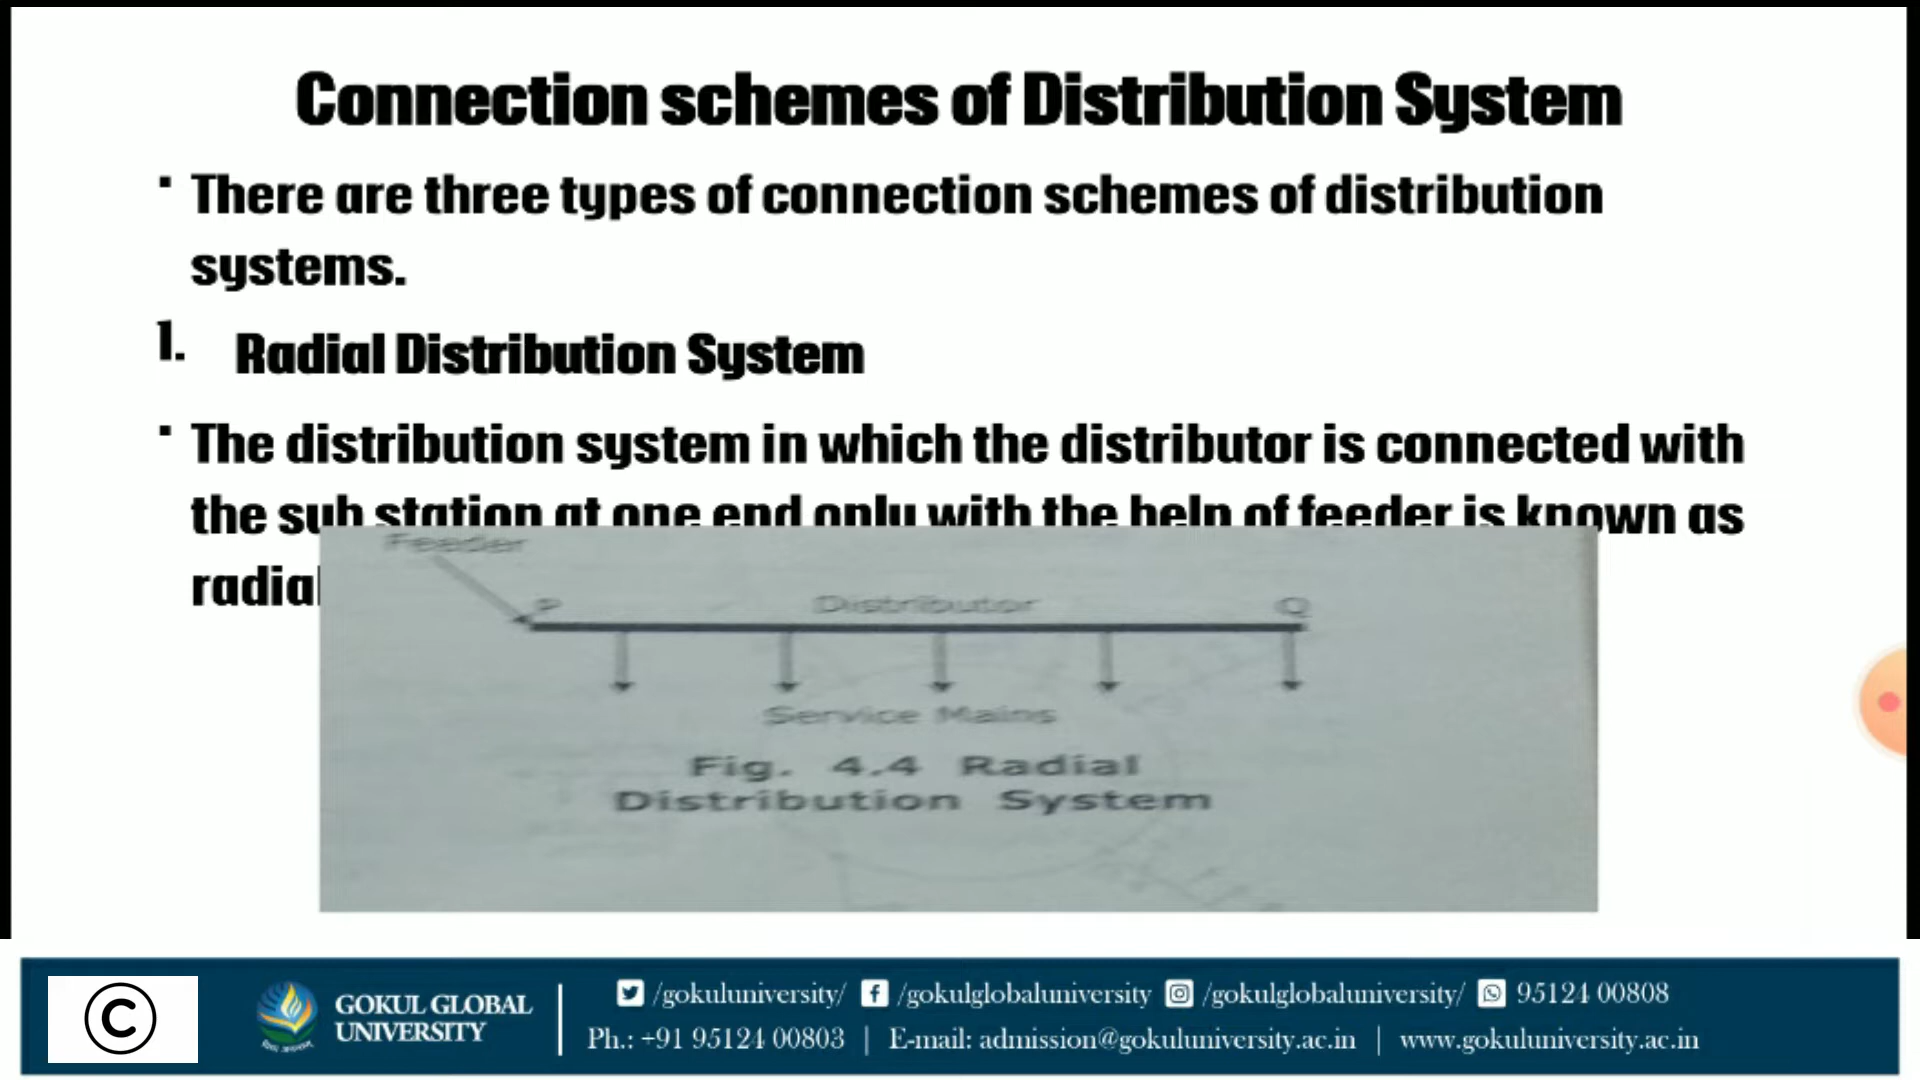 Connection schemes of Distribution System
There are three types of connection schemes of distribution
systems.
1. Radial Distribution System
The distribution system in which the distributor is connected with
the sub station at one end only with the help of feeder is known as
radial
Feeder
P Distributor Q
Service Mains
Fig. 4.4 Radial
Distribution System
©
GOKUL GLOBAL
UNIVERSITY
/gokuluniversity/ /gokulglobaluniversity /gokulglobaluniversity/ 95124 00808
Ph.: +91 95124 00803 | E-mail: admission@gokuluniversity.ac.in | www.gokuluniversity.ac.in